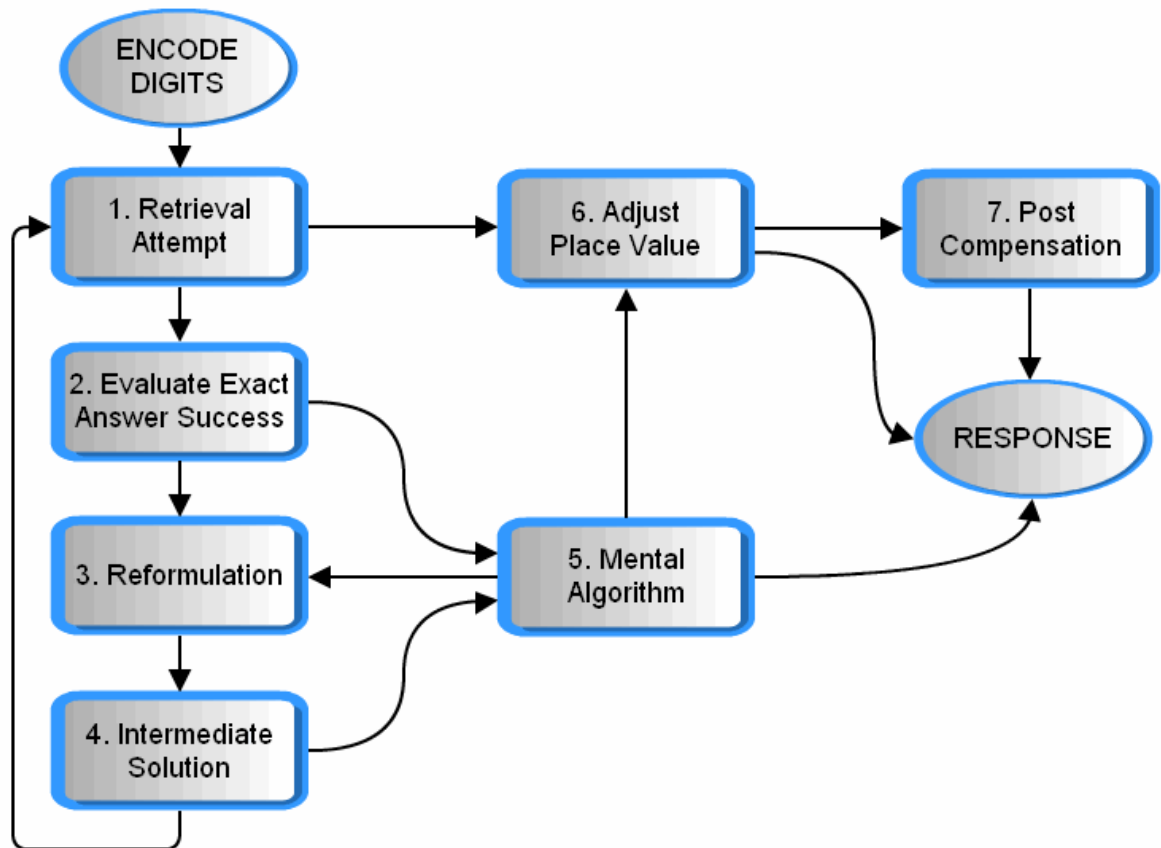 ENCODE
DIGITS
1. Retrieval
Attempt
6. Adjust
Place Value
7. Post
Compensation
2. Evaluate Exact
Answer Success
RESPONSE
3. Reformulation
5. Mental
Algorithm
4. Intermediate
Solution